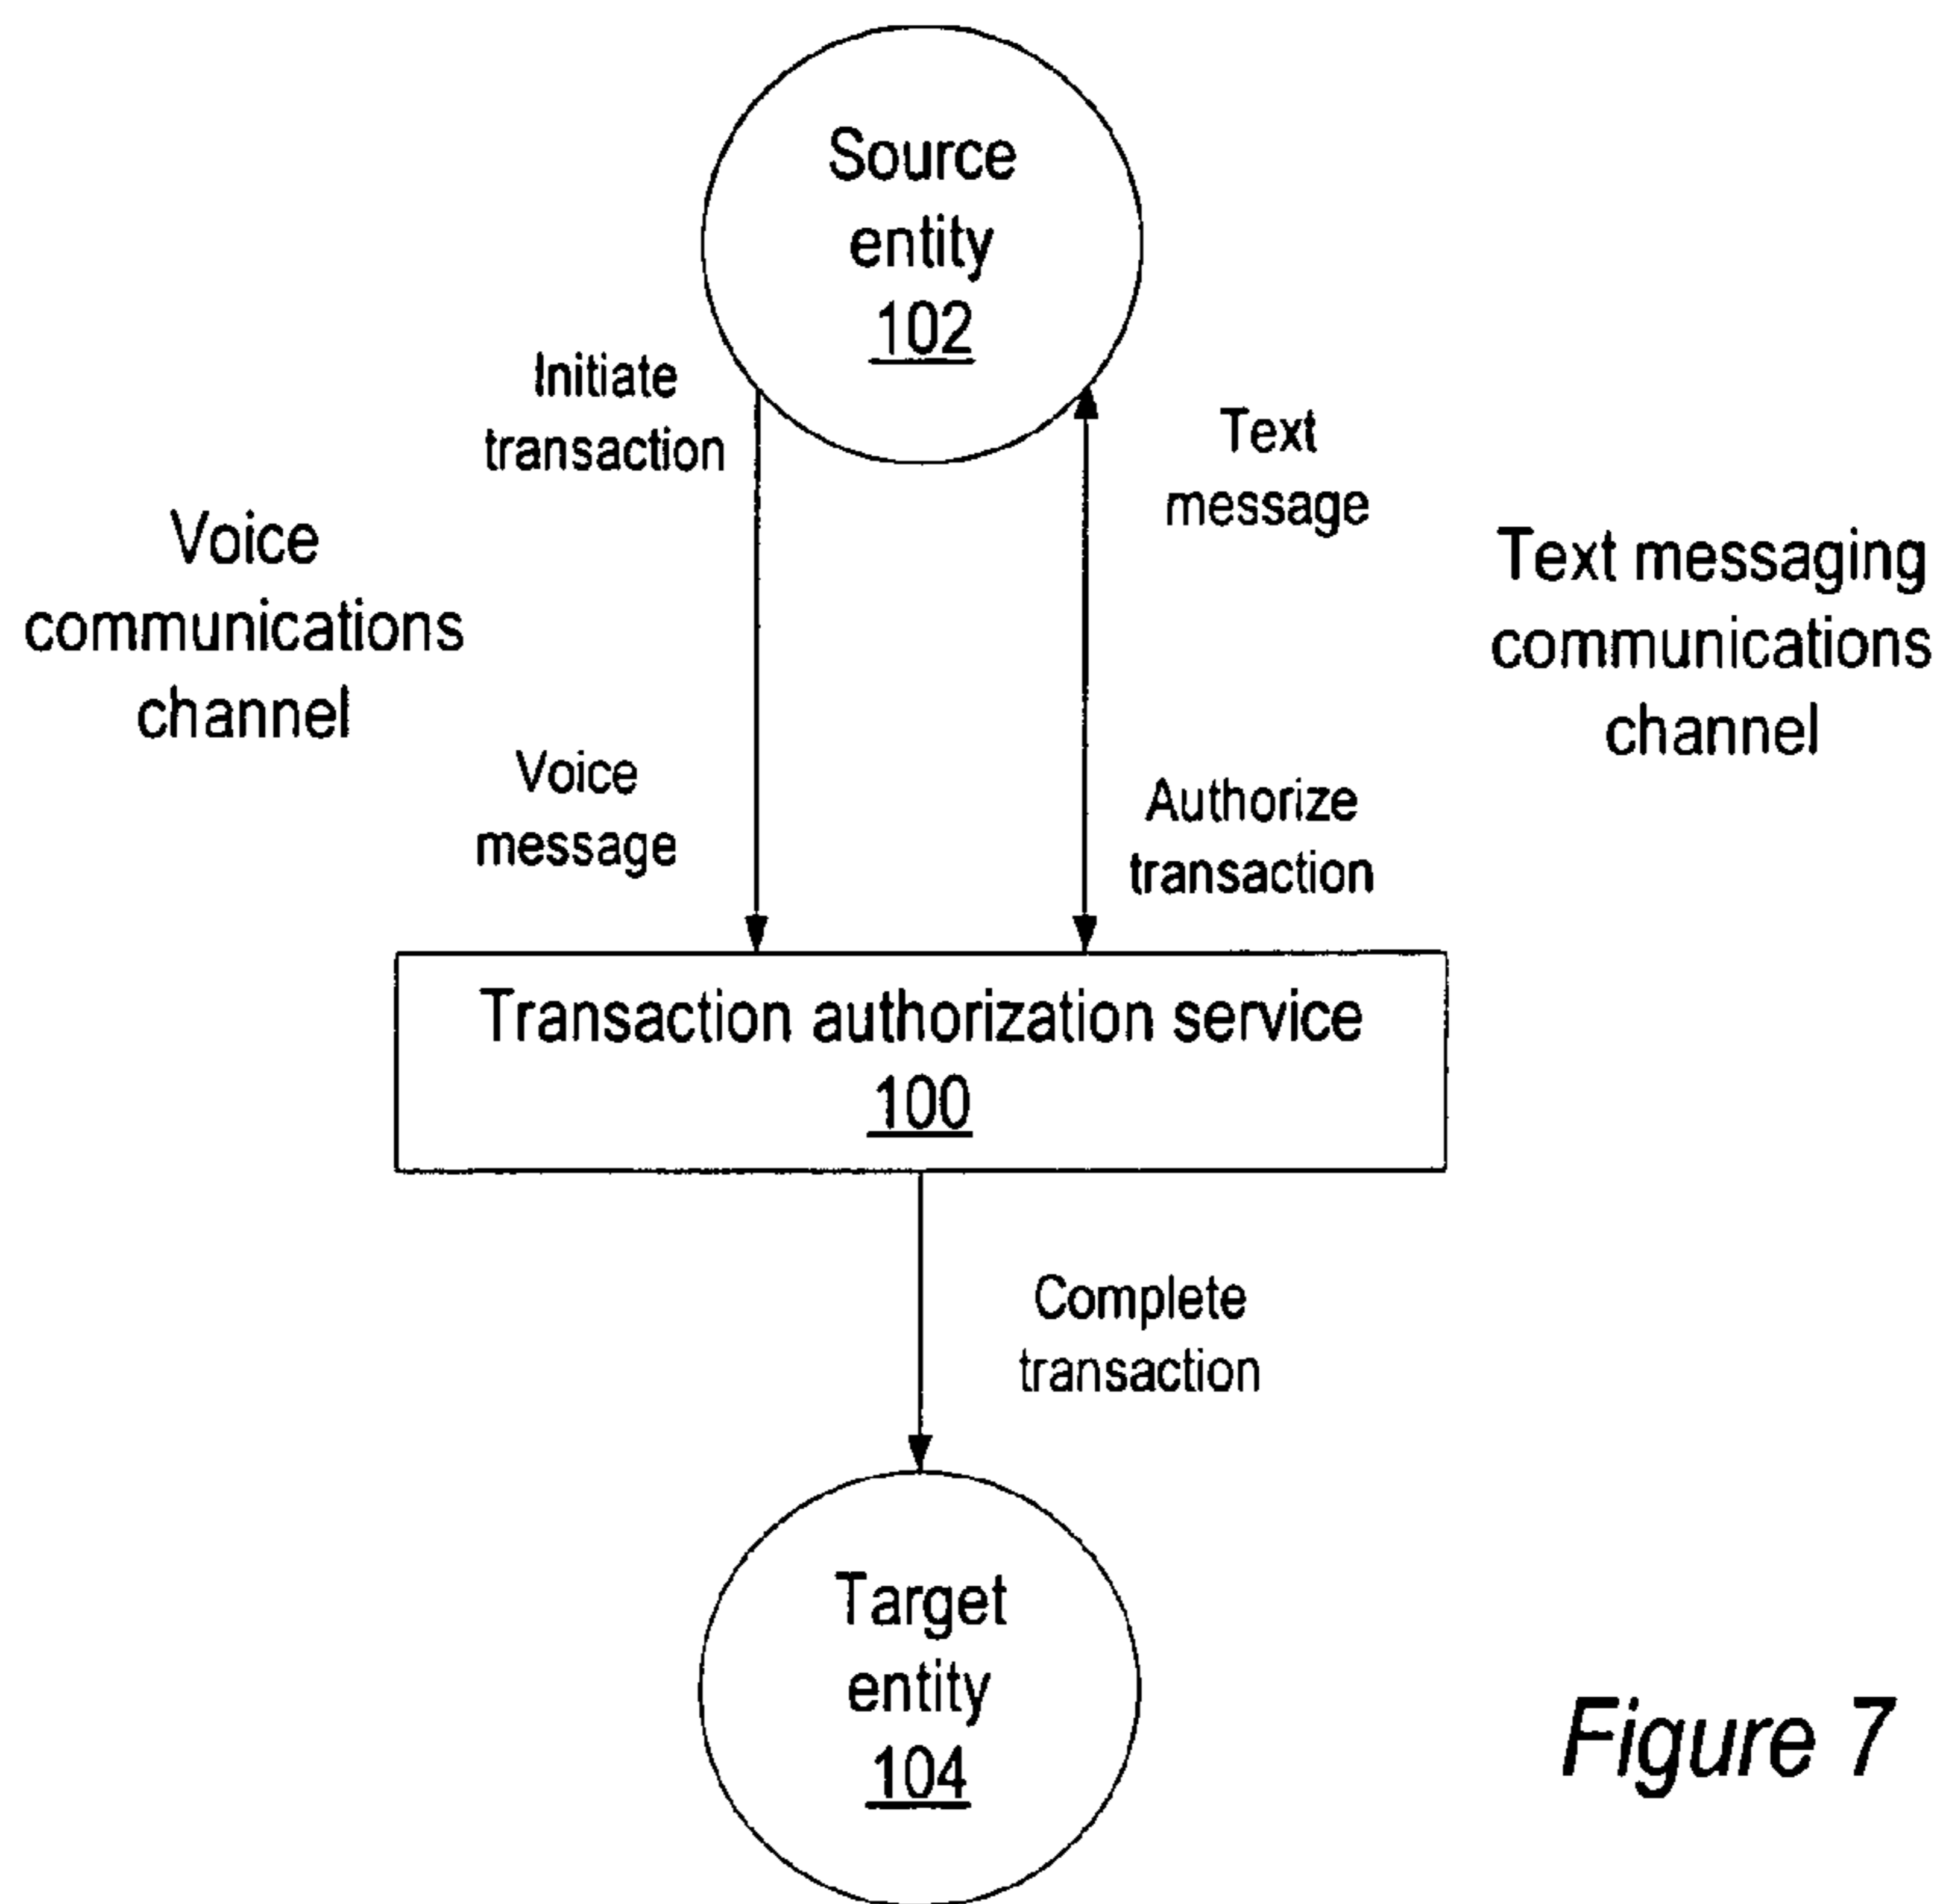 Source
entity
102
Initiate
transaction
Text
message
Voice
communications
channel
Text messaging
communications
channel
Voice
message
Authorize
transaction
Transaction authorization service
100
Complete
transaction
Target
entity
104
Figure 7